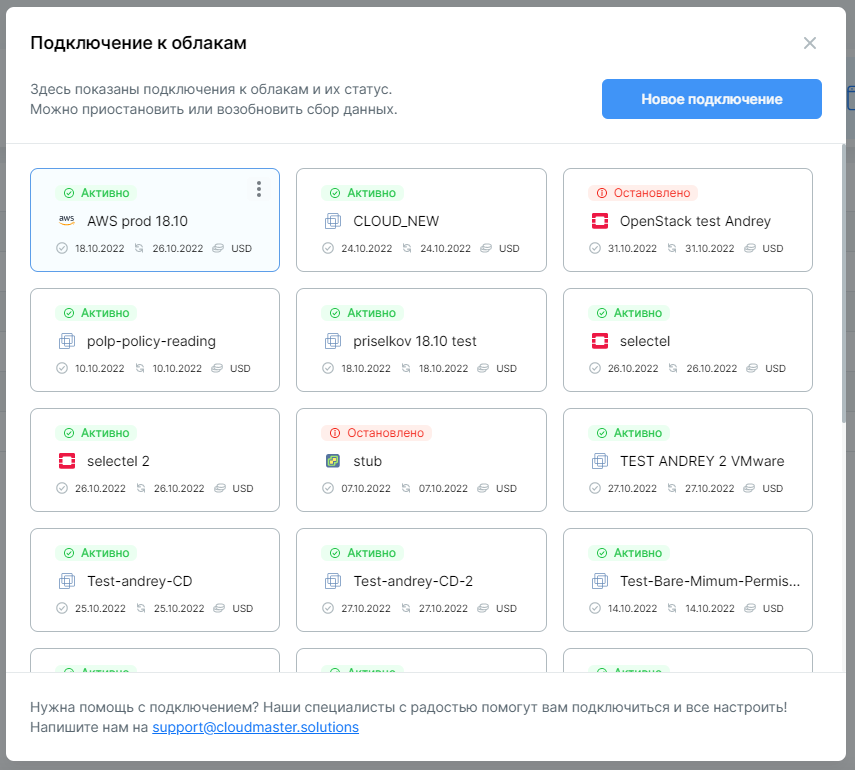 Подключение к облакам
Здесь показаны подключения к облакам и их статус.
Можно приостановить или возобновить сбор данных.
Новое подключение
Активно
aws AWS prod 18.10
18.10.2022 26.10.2022 USD
Активно
CLOUD_NEW
24.10.2022 24.10.2022 USD
Остановлено
OpenStack test Andrey
31.10.2022 31.10.2022 USD
Активно
polp-policy-reading
10.10.2022 10.10.2022 USD
Активно
priselkov 18.10 test
18.10.2022 18.10.2022 USD
Активно
selectel
26.10.2022 26.10.2022 USD
Активно
selectel 2
26.10.2022 26.10.2022 USD
Остановлено
stub
07.10.2022 07.10.2022 USD
Активно
TEST ANDREY 2 VMware
27.10.2022 27.10.2022 USD
Активно
Test-andrey-CD
25.10.2022 25.10.2022 USD
Активно
Test-andrey-CD-2
27.10.2022 27.10.2022 USD
Активно
Test-Bare-Mimum-Permis...
14.10.2022 14.10.2022 USD
Активно
Активно
Активно
Нужна помощь с подключением? Наши специалисты с радостью помогут вам подключиться и все настроить!
Напишите нам на support@cloudmaster.solutions